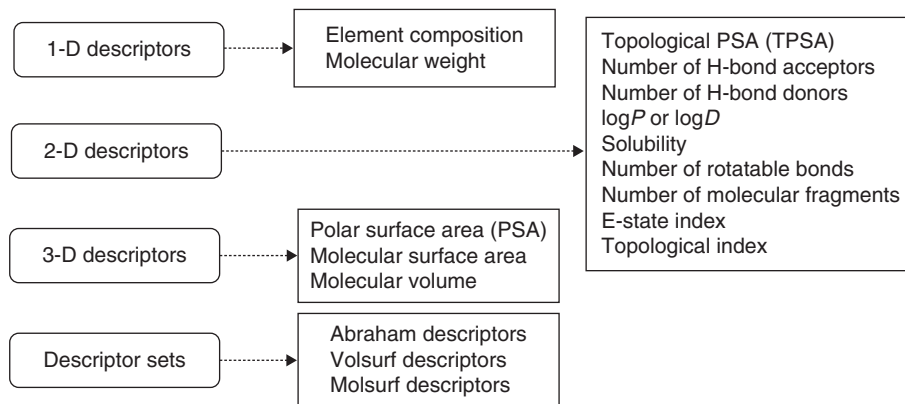 1-D descriptors
Element composition
Molecular weight
2-D descriptors
Topological PSA (TPSA)
Number of H-bond acceptors
Number of H-bond donors
logP or logD
Solubility
Number of rotatable bonds
Number of molecular fragments
E-state index
Topological index
3-D descriptors
Polar surface area (PSA)
Molecular surface area
Molecular volume
Descriptor sets
Abraham descriptors
Volsurf descriptors
Molsurf descriptors